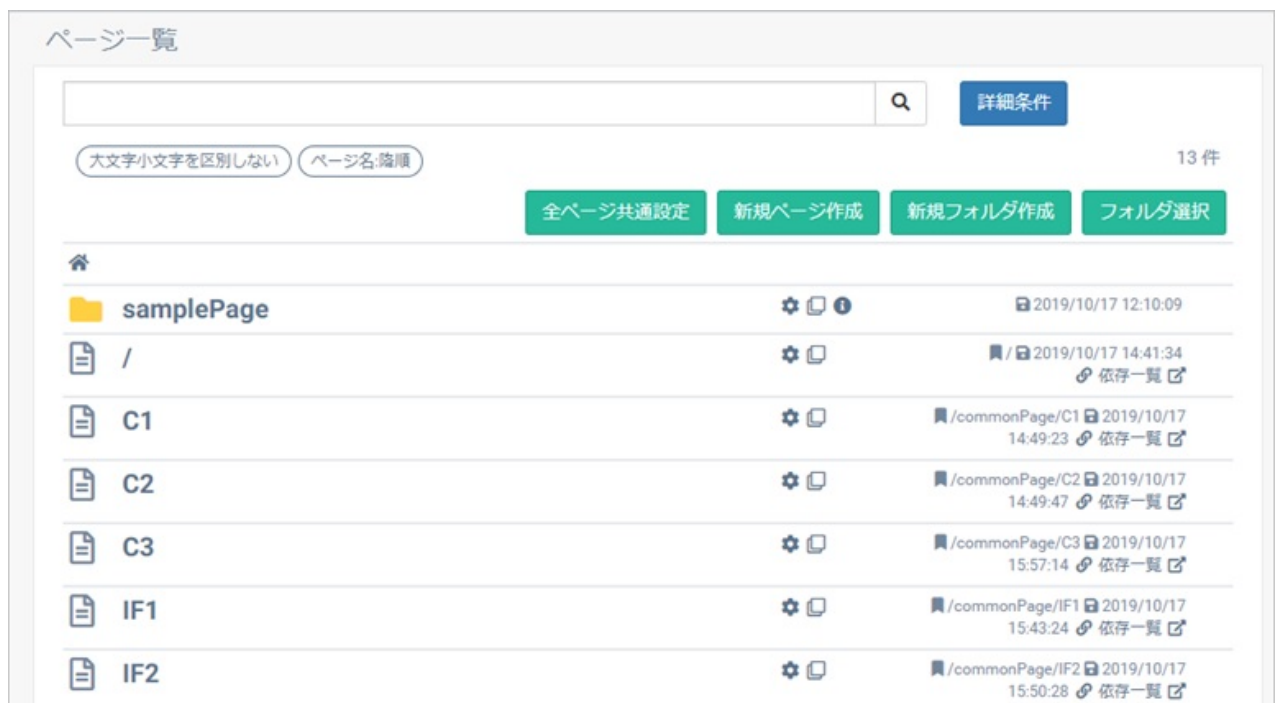 ページ一覧
詳細条件
大文字小文字を区別しない ページ名:降順 13 件
全ページ共通設定 新規ページ作成 新規フォルダ作成 フォルダ選択
samplePage 2019/10/17 12:10:09
/ / 2019/10/17 14:41:34
依存一覧
C1 /commonPage/C1 2019/10/17
14:49:23 依存一覧
C2 /commonPage/C2 2019/10/17
14:49:47 依存一覧
C3 /commonPage/C3 2019/10/17
15:57:14 依存一覧
IF1 /commonPage/IF1 2019/10/17
15:43:24 依存一覧
IF2 /commonPage/IF2 2019/10/17
15:50:28 依存一覧